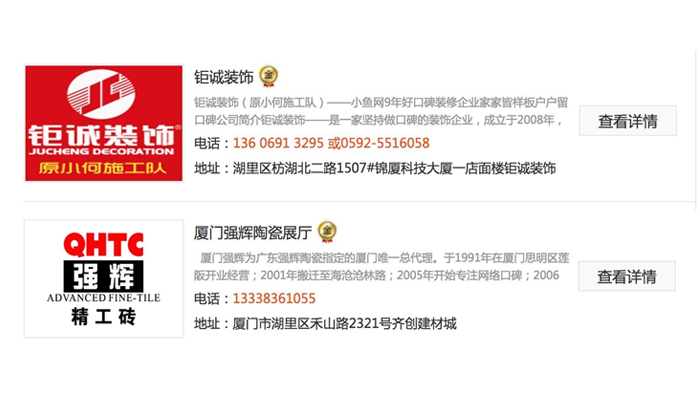 JC
钜诚装饰®
JUCHENG DECORATION
原小何施工队
钜诚装饰 金
钜诚装饰（原小何施工队）——小鱼网9年好口碑装修企业家家皆样板户户留
口碑公司简介钜诚装饰——是一家坚持做口碑的装饰企业，成立于2008年，
电话：136 0691 3295 或0592-5516058
地址：湖里区枋湖北二路1507#锦厦科技大厦一店面楼钜诚装饰
查看详情
QHTC
强辉
ADVANCED FINE-TILE
精工砖
厦门强辉陶瓷展厅 金
厦门强辉为广东强辉陶瓷指定的厦门唯一总代理。于1991年在厦门思明区莲
阪开业经营；2001年搬迁至海沧沧林路；2005年开始专注网络口碑；2006
电话：13338361055
地址：厦门市湖里区禾山路2321号齐创建材城
查看详情